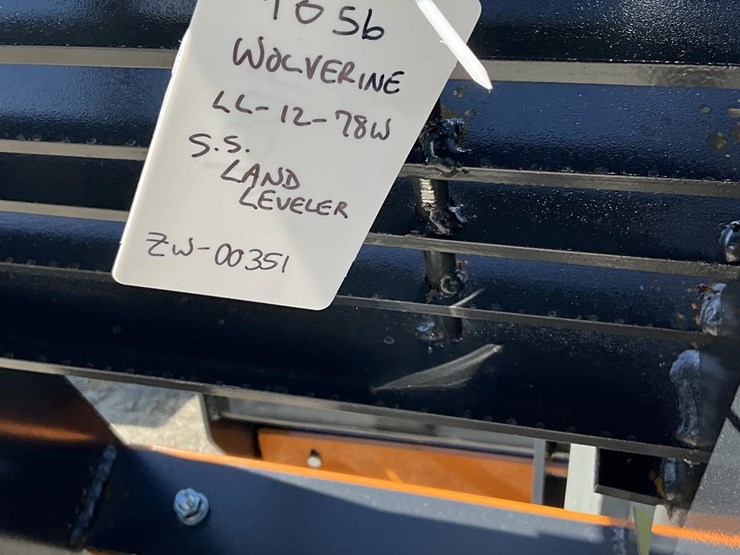 WOLVERINE
LL-12-78W
S.S.
LAND
LEVELER
ZW-00351